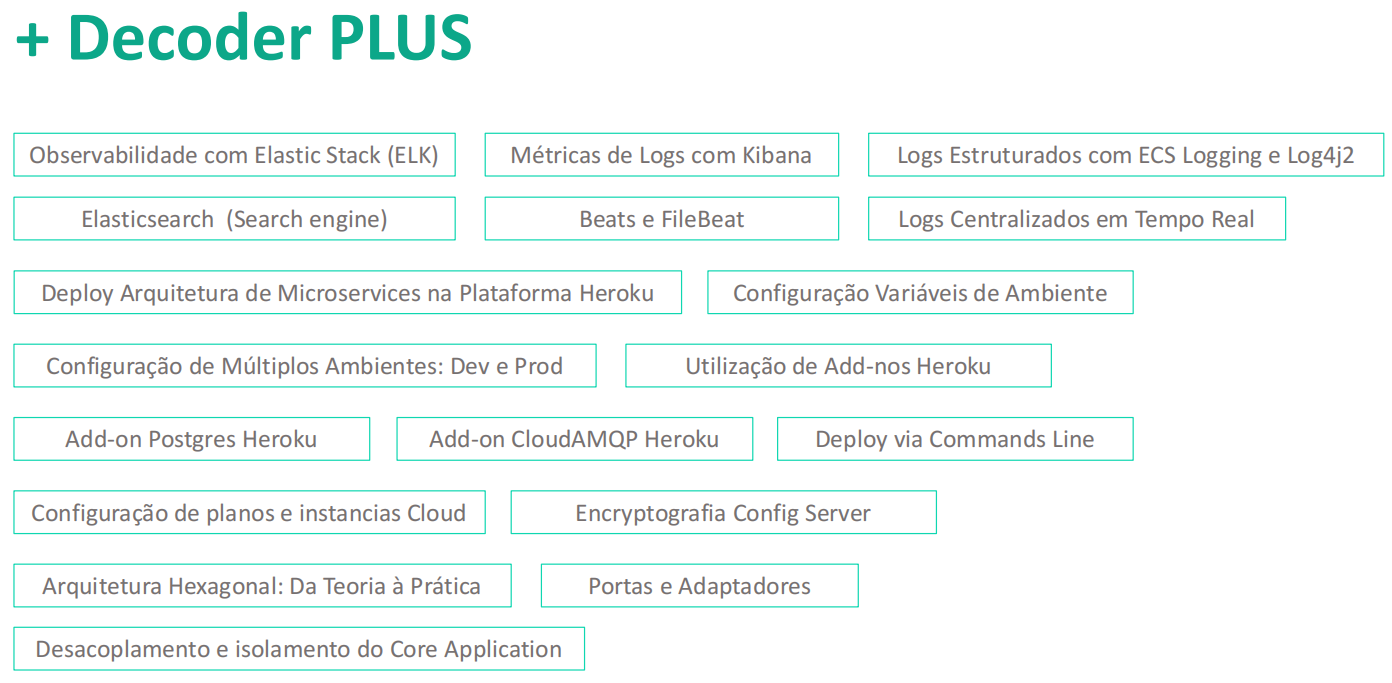 + Decoder PLUS
Observabilidade com Elastic Stack (ELK)
Métricas de Logs com Kibana
Logs Estruturados com ECS Logging e Log4j2
Elasticsearch (Search engine)
Beats e FileBeat
Logs Centralizados em Tempo Real
Deploy Arquitetura de Microservices na Plataforma Heroku
Configuração Variáveis de Ambiente
Configuração de Múltiplos Ambientes: Dev e Prod
Utilização de Add-nos Heroku
Add-on Postgres Heroku
Add-on CloudAMQP Heroku
Deploy via Commands Line
Configuração de planos e instancias Cloud
Encryptografia Config Server
Arquitetura Hexagonal: Da Teoria à Prática
Portas e Adaptadores
Desacoplamento e isolamento do Core Application